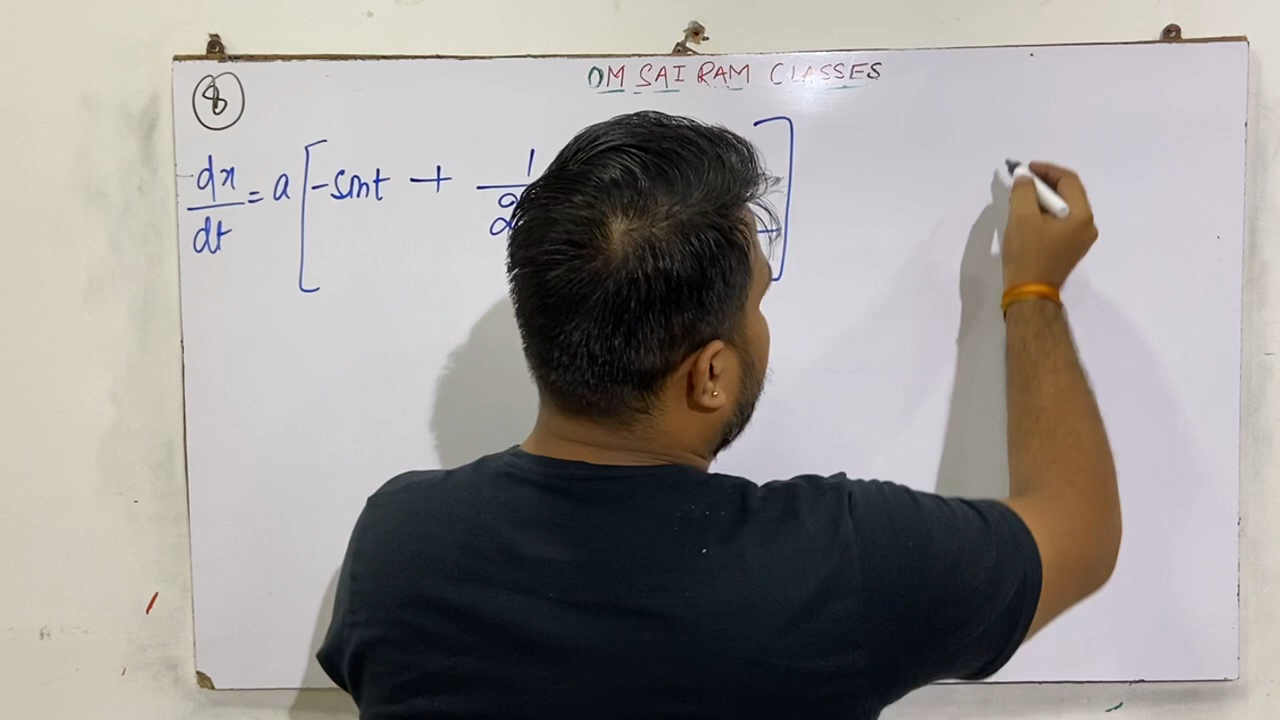 OM SAI RAM CLASSES
8
dx/dt = a[-sint + 1/2 ]